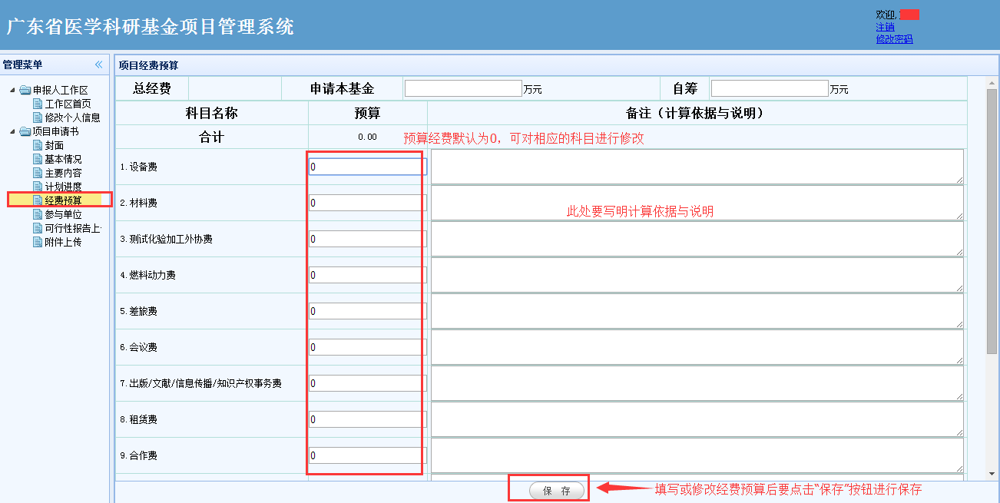 广东省医学科研基金项目管理系统
欢迎,
注销
修改密码
管理菜单
申报人工作区
工作区首页
修改个人信息
项目申请书
封面
基本情况
主要内容
计划进度
经费预算
参与单位
可行性报告上
附件上传
项目经费预算
总经费 申请本基金 万元 自筹 万元
科目名称 预算 备注（计算依据与说明）
合计 0.00 预算经费默认为0，可对相应的科目进行修改
1.设备费 0
2.材料费 0 此处要写明计算依据与说明
3.测试化验加工外协费 0
4.燃料动力费 0
5.差旅费 0
6.会议费 0
7.出版/文献/信息传播/知识产权事务费 0
8.租赁费 0
9.合作费 0
保 存 填写或修改经费预算后要点击“保存”按钮进行保存